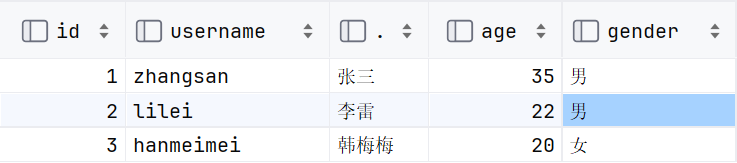 id username . age gender
1 zhangsan 张三 35 男
2 lilei 李雷 22 男
3 hanmeimei 韩梅梅 20 女